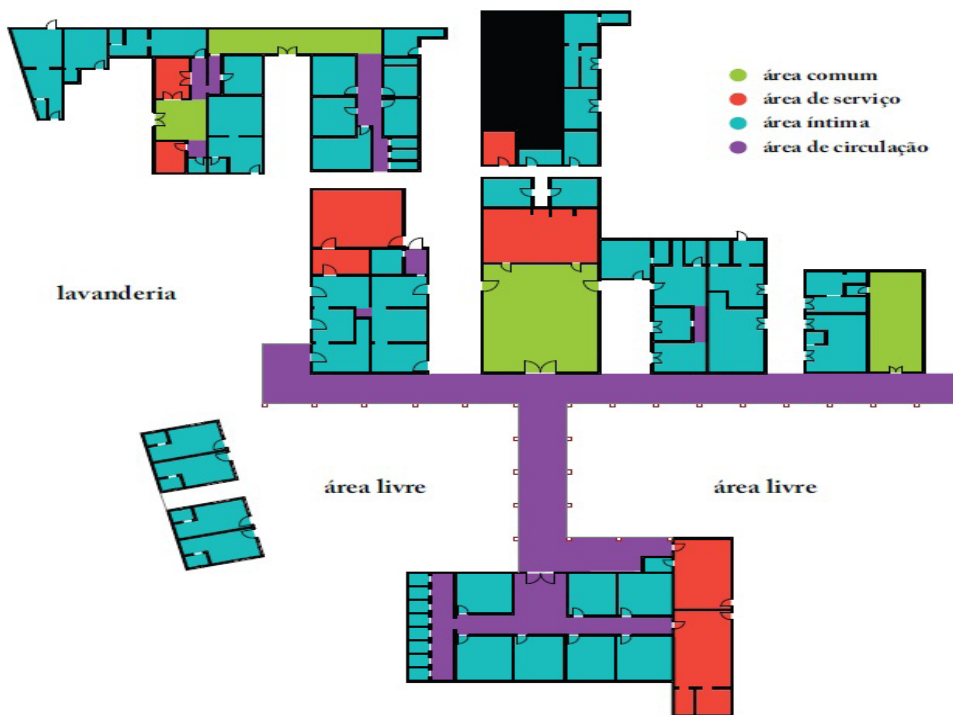 área comum
área de serviço
área íntima
área de circulação
lavanderia
área livre
área livre